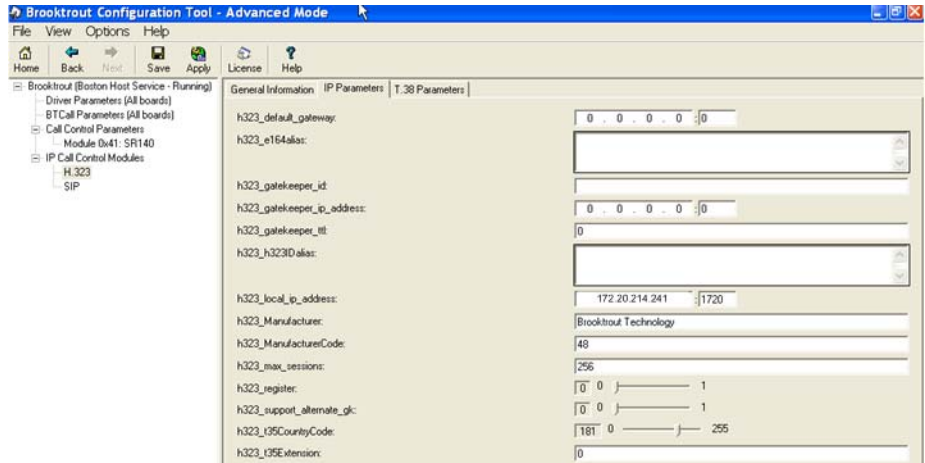 Brooktrout Configuration Tool - Advanced Mode
File View Options Help
Home Back Next Save Apply License Help
Brooktrout (Boston Host Service - Running)
Driver Parameters (All boards)
BTCall Parameters (All boards)
Call Control Parameters
Module 0x41: SR140
IP Call Control Modules
H.323
SIP
General Information IP Parameters T.38 Parameters
h323_default_gateway: 0 . 0 . 0 . 0 :0
h323_e164alias:
h323_gatekeeper_id:
h323_gatekeeper_ip_address: 0 . 0 . 0 . 0 :0
h323_gatekeeper_ttl: 0
h323_h323IDalias:
h323_local_ip_address: 172.20.214.241 :1720
h323_Manufacturer: Brooktrout Technology
h323_ManufacturerCode: 48
h323_max_sessions: 256
h323_register: 0 0 1
h323_support_alternate_gk: 0 0 1
h323_t35CountryCode: 181 0 255
h323_t35Extension: 0